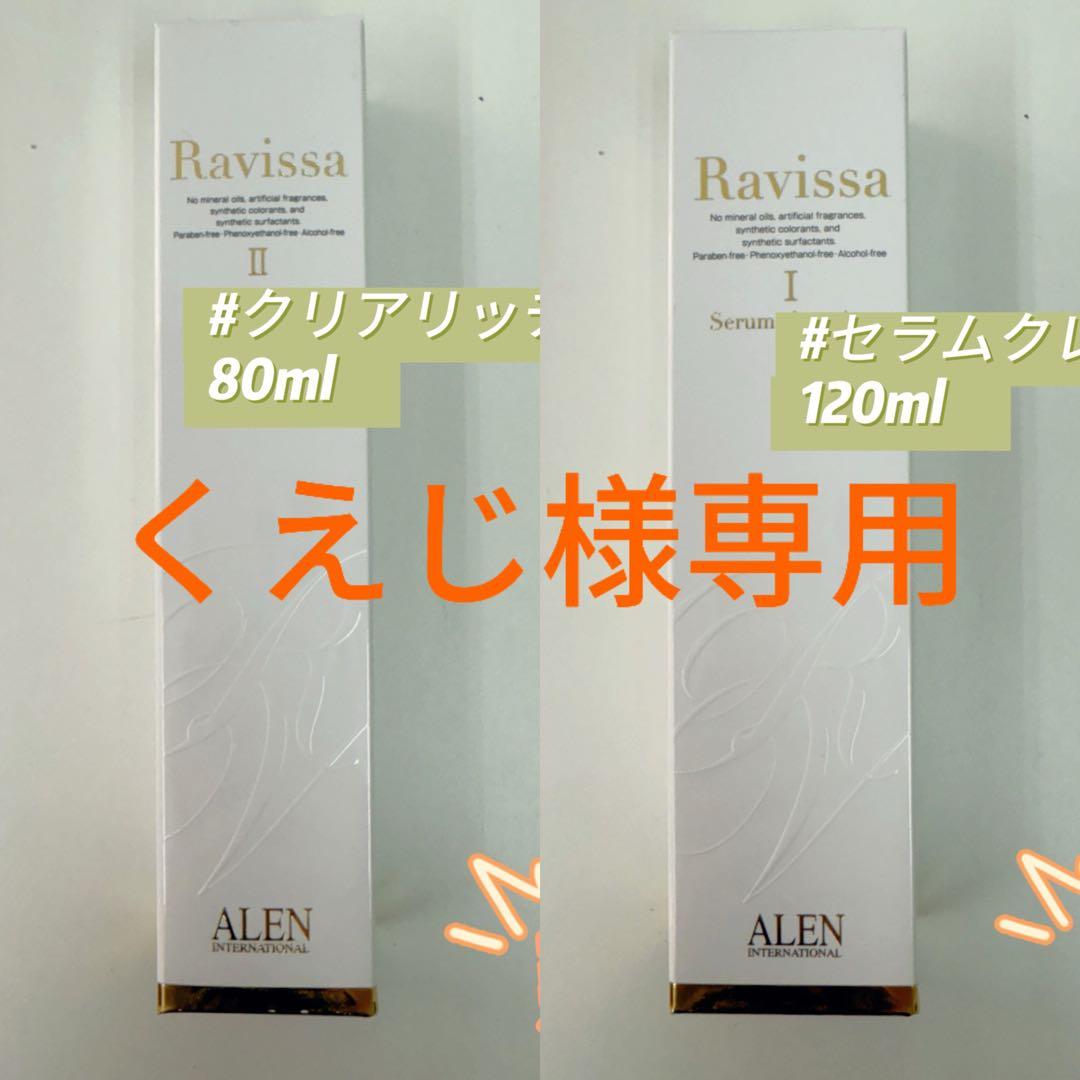 Ravissa
No mineral oils, artificial fragrances,
synthetic colorants, and
synthetic surfactants.
Paraben-free・Phenoxyethanol-free・Alcohol-free
II
#クリアリッチ
80ml
ALEN
INTERNATIONAL
Ravissa
No mineral oils, artificial fragrances,
synthetic colorants, and
synthetic surfactants.
Paraben-free・Phenoxyethanol-free・Alcohol-free
I
Serum
#セラムクレ
120ml
ALEN
INTERNATIONAL
くえじ様専用